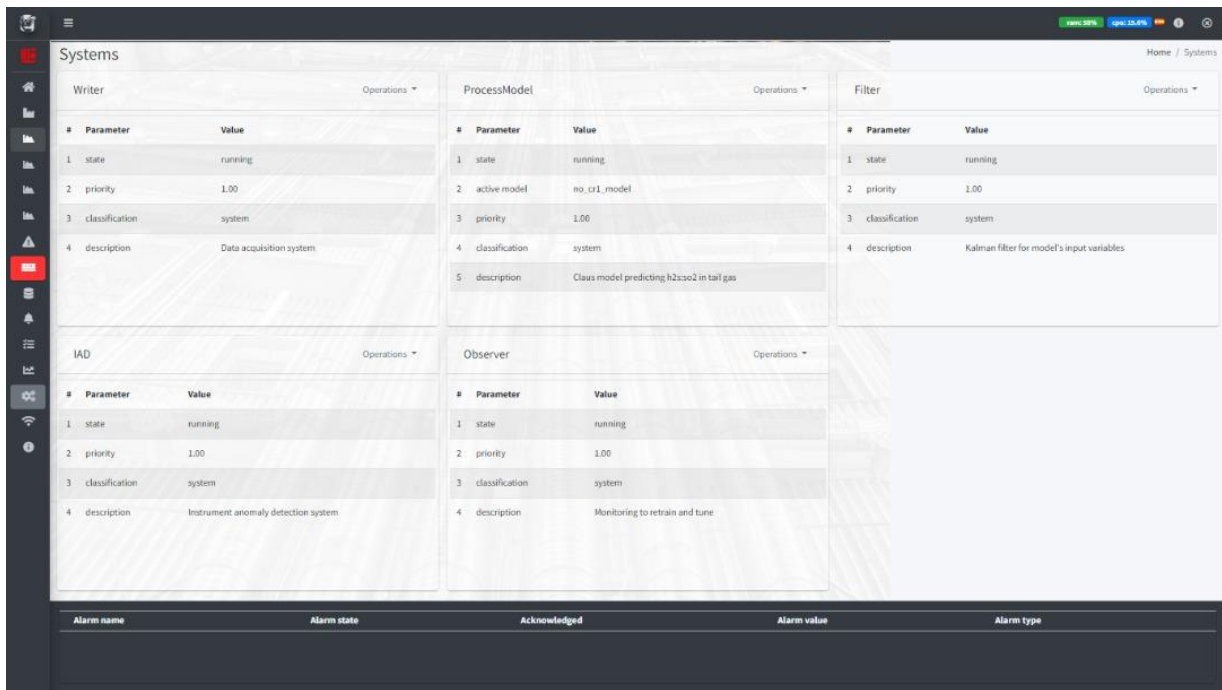 ram: 58% cpu: 15.6%
Systems
Home / Systems
Writer Operations
# Parameter Value
1 state running
2 priority 1.00
3 classification system
4 description Data acquisition system
ProcessModel Operations
# Parameter Value
1 state running
2 active model no_cr1_model
3 priority 1.00
4 classification system
5 description Claus model predicting h2s:so2 in tail gas
Filter Operations
# Parameter Value
1 state running
2 priority 1.00
3 classification system
4 description Kalman filter for model's input variables
IAD Operations
# Parameter Value
1 state running
2 priority 1.00
3 classification system
4 description Instrument anomaly detection system
Observer Operations
# Parameter Value
1 state running
2 priority 1.00
3 classification system
4 description Monitoring to retrain and tune
Alarm name Alarm state Acknowledged Alarm value Alarm type